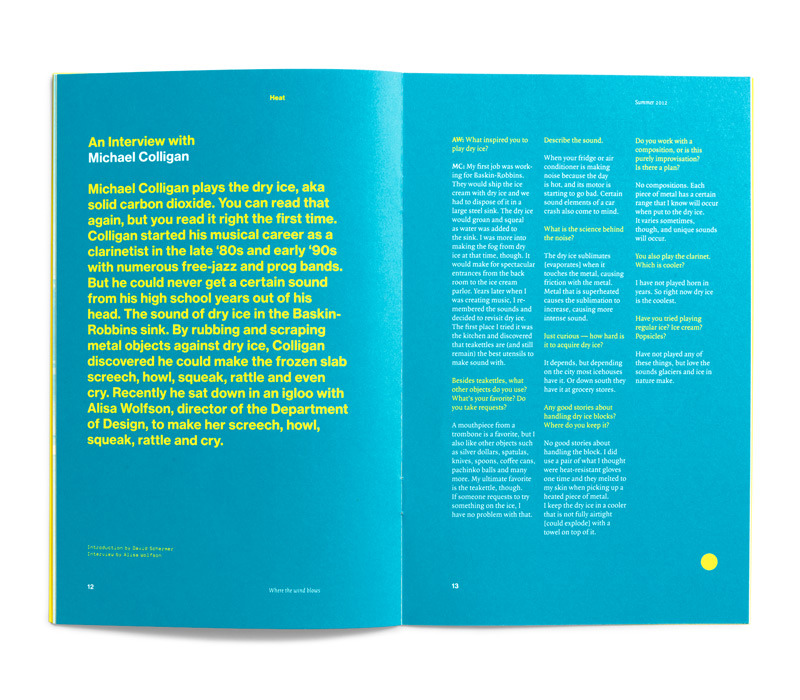 Heat
An Interview with
Michael Colligan
Michael Colligan plays the dry ice, aka
solid carbon dioxide. You can read that
again, but you read it right the first time.
Colligan started his musical career as a
clarinetist in the late ‘80s and early ‘90s
with numerous free-jazz and prog bands.
But he could never get a certain sound
from his high school years out of his
head. The sound of dry ice in the Baskin-
Robbins sink. By rubbing and scraping
metal objects against dry ice, Colligan
discovered he could make the frozen slab
screech, howl, squeak, rattle and even
cry. Recently he sat down in an igloo with
Alisa Wolfson, director of the Department
of Design, to make her screech, howl,
squeak, rattle and cry.
Introduction by David
Interview by Alisa Wolfson
12
Where the wind blows
Summer 2012
AW: What inspired you to
play dry ice?
MC: My first job was work-
ing for Baskin-Robbins.
They would ship the ice
cream with dry ice and we
had to dispose of it in a
large steel sink. The dry ice
would groan and squeal
as water was added to
the sink. I was more into
making the fog from dry
ice at that time, though. It
would make for spectacular
entrances from the back
room to the ice cream
parlor. Years later when I
was creating music, I re-
membered the sounds and
decided to revisit dry ice.
The first place I tried it was
the kitchen and discovered
that teakettles are (and still
remain) the best utensils to
make sound with.
Besides teakettles, what
other objects do you use?
What's your favorite? Do
you take requests?
A mouthpiece from a
trombone is a favorite, but I
also like other objects such
as silver dollars, spatulas,
knives, spoons, coffee cans,
pachinko balls and many
more. My ultimate favorite
is the teakettle, though.
If someone requests to try
something on the ice, I
have no problem with that.
Describe the sound.
When your fridge or air
conditioner is making
noise because the day
is hot, and its motor is
starting to go bad. Certain
sound elements of a car
crash also come to mind.
What is the science behind
the noise?
The dry ice sublimates
[evaporates] when it
touches the metal, causing
friction with the metal.
Metal that is superheated
causes the sublimation to
increase, causing more
intense sound.
Just curious — how hard is
it to acquire dry ice?
It depends, but depending
on the city most icehouses
have it. Or down south they
have it at grocery stores.
Any good stories about
handling dry ice blocks?
Where do you keep it?
No good stories about
handling the block. I did
use a pair of what I thought
were heat-resistant gloves
one time and they melted to
my skin when picking up a
heated piece of metal.
I keep the dry ice in a cooler
that is not fully airtight
[could explode] with a
towel on top of it.
Do you work with a
composition, or is this
purely improvisation?
Is there a plan?
No compositions. Each
piece of metal has a certain
range that I know will occur
when put to the dry ice.
It varies sometimes,
though, and unique sounds
will occur.
You also play the clarinet.
Which is cooler?
I have not played horn in
years. So right now dry ice
is the coolest.
Have you tried playing
regular ice? Ice cream?
Popsicles?
Have not played any of
these things, but love the
sounds glaciers and ice in
nature make.
13